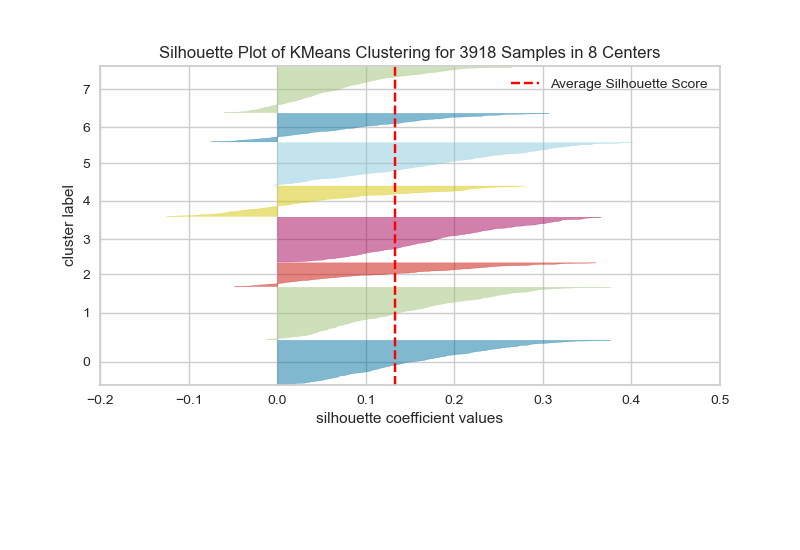 Silhouette Plot of KMeans Clustering for 3918 Samples in 8 Centers
Average Silhouette Score
7
6
5
4
3
2
1
0
cluster label
−0.2 −0.1 0.0 0.1 0.2 0.3 0.4 0.5
silhouette coefficient values